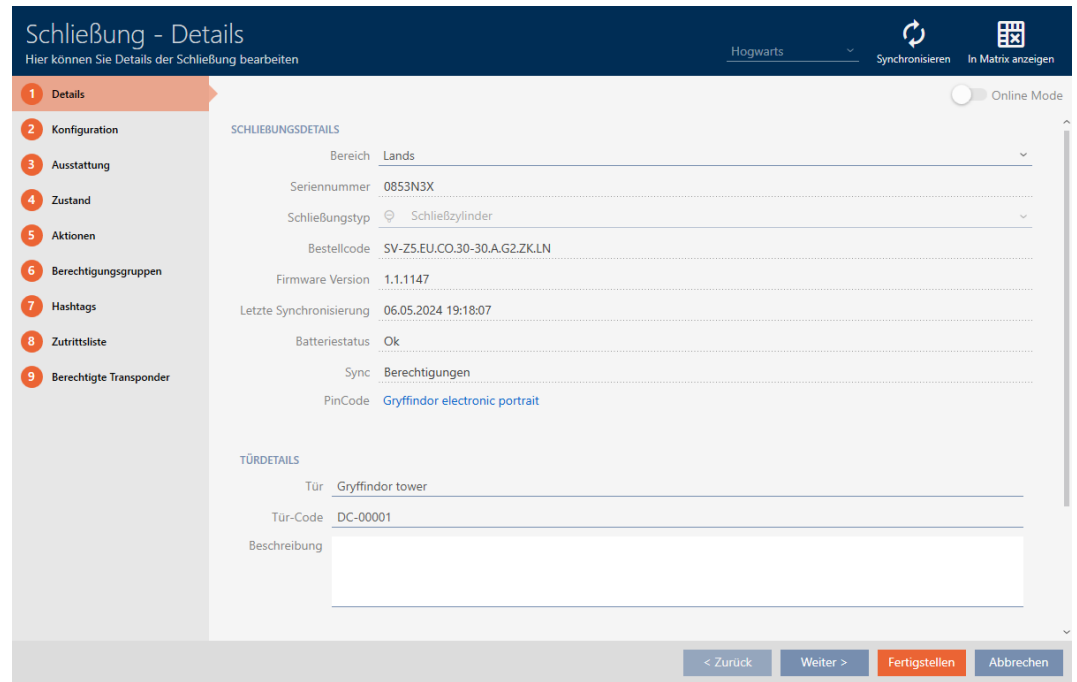 Schließung - Details
Hier können Sie Details der Schließung bearbeiten
Hogwarts
Synchronisieren
In Matrix anzeigen
1 Details
2 Konfiguration
3 Ausstattung
4 Zustand
5 Aktionen
6 Berechtigungsgruppen
7 Hashtags
8 Zutrittsliste
9 Berechtigte Transponder
Online Mode
SCHLIEßUNGSDETAILS
Bereich Lands
Seriennummer 0853N3X
Schließungstyp Schließzylinder
Bestellcode SV-Z5.EU.CO.30-30.A.G2.ZK.LN
Firmware Version 1.1.1147
Letzte Synchronisierung 06.05.2024 19:18:07
Batteriestatus Ok
Sync Berechtigungen
PinCode Gryffindor electronic portrait
TÜRDETAILS
Tür Gryffindor tower
Tür-Code DC-00001
Beschreibung
< Zurück
Weiter >
Fertigstellen
Abbrechen